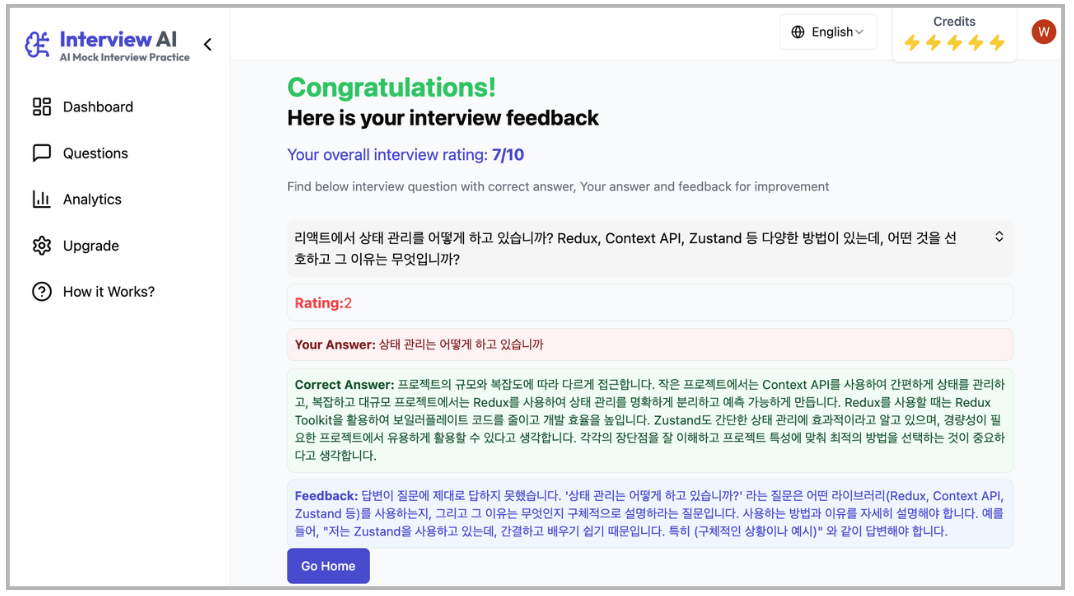 Interview AI
AI Mock Interview Practice
Dashboard
Questions
Analytics
Upgrade
How it Works?
English
Credits
W
Congratulations!
Here is your interview feedback
Your overall interview rating: 7/10
Find below interview question with correct answer, Your answer and feedback for improvement
리액트에서 상태 관리를 어떻게 하고 있습니까? Redux, Context API, Zustand 등 다양한 방법이 있는데, 어떤 것을 선
호하고 그 이유는 무엇입니까?
Rating:2
Your Answer: 상태 관리는 어떻게 하고 있습니까
Correct Answer: 프로젝트의 규모와 복잡도에 따라 다르게 접근합니다. 작은 프로젝트에서는 Context API를 사용하여 간편하게 상태를 관리하
고, 복잡하고 대규모 프로젝트에서는 Redux를 사용하여 상태 관리를 명확하게 분리하고 예측 가능하게 만듭니다. Redux를 사용할 때는 Redux
Toolkit을 활용하여 보일러플레이트 코드를 줄이고 개발 효율을 높입니다. Zustand도 간단한 상태 관리에 효과적이라고 알고 있으며, 경량성이 필
요한 프로젝트에서 유용하게 활용할 수 있다고 생각합니다. 각각의 장단점을 잘 이해하고 프로젝트 특성에 맞춰 최적의 방법을 선택하는 것이 중요하
다고 생각합니다.
Feedback: 답변이 질문에 제대로 답하지 못했습니다. '상태 관리는 어떻게 하고 있습니까?' 라는 질문은 어떤 라이브러리(Redux, Context API,
Zustand 등)를 사용하는지, 그리고 그 이유는 무엇인지 구체적으로 설명하라는 질문입니다. 사용하는 방법과 이유를 자세히 설명해야 합니다. 예를
들어, "저는 Zustand을 사용하고 있는데, 간결하고 배우기 쉽기 때문입니다. 특히 (구체적인 상황이나 예시)" 와 같이 답변해야 합니다.
Go Home